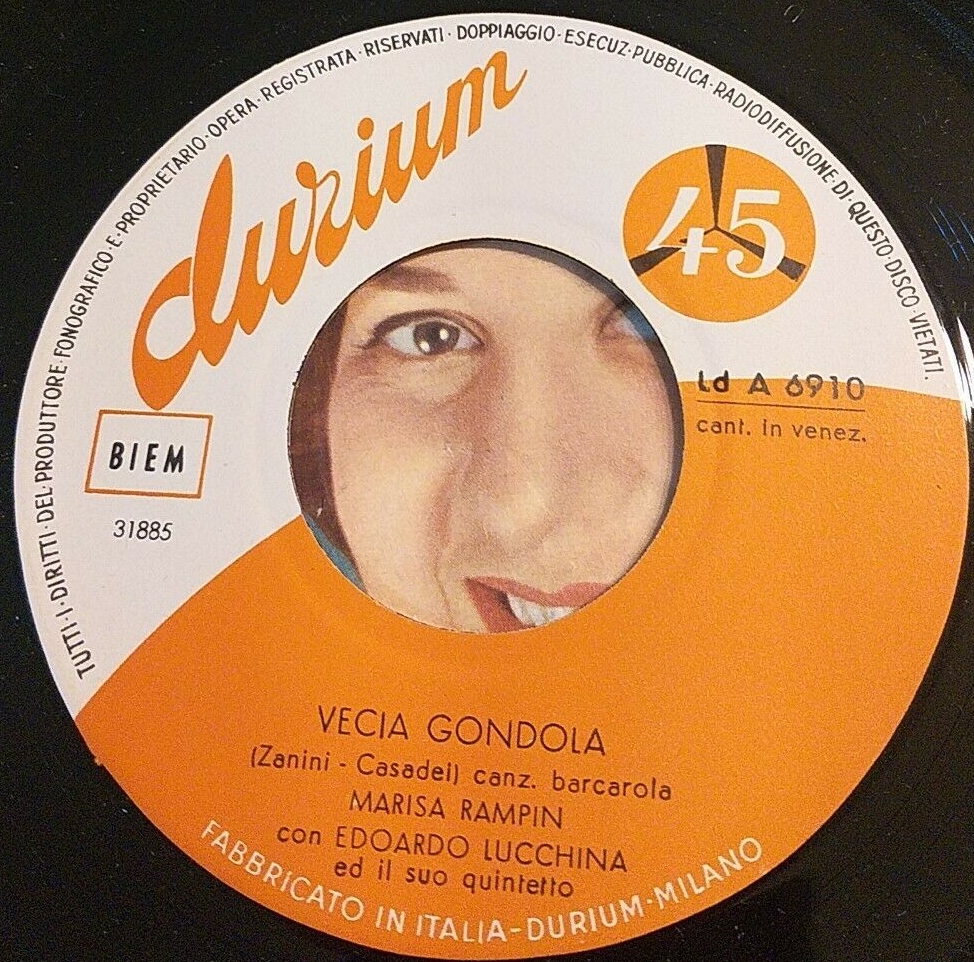 TUTTI·I·DIRITTI·DEL·PRODUTTORE·FONOGRAFICO·E·PROPRIETARIO·OPERA·REGISTRATA·RISERVATI·DOPPIAGGIO·ESECUZ·PUBBLICA·RADIODIFFUSIONE·DI·QUESTO·DISCO·VIETATI.
durium
45
Ld A 6910
cant. in venez.
BIEM
31885
VECIA GONDOLA
(Zanini - Casadei) canz. barcarola
MARISA RAMPIN
con EDOARDO LUCCHINA
ed il suo quintetto
FABBRICATO IN ITALIA-DURIUM-MILANO